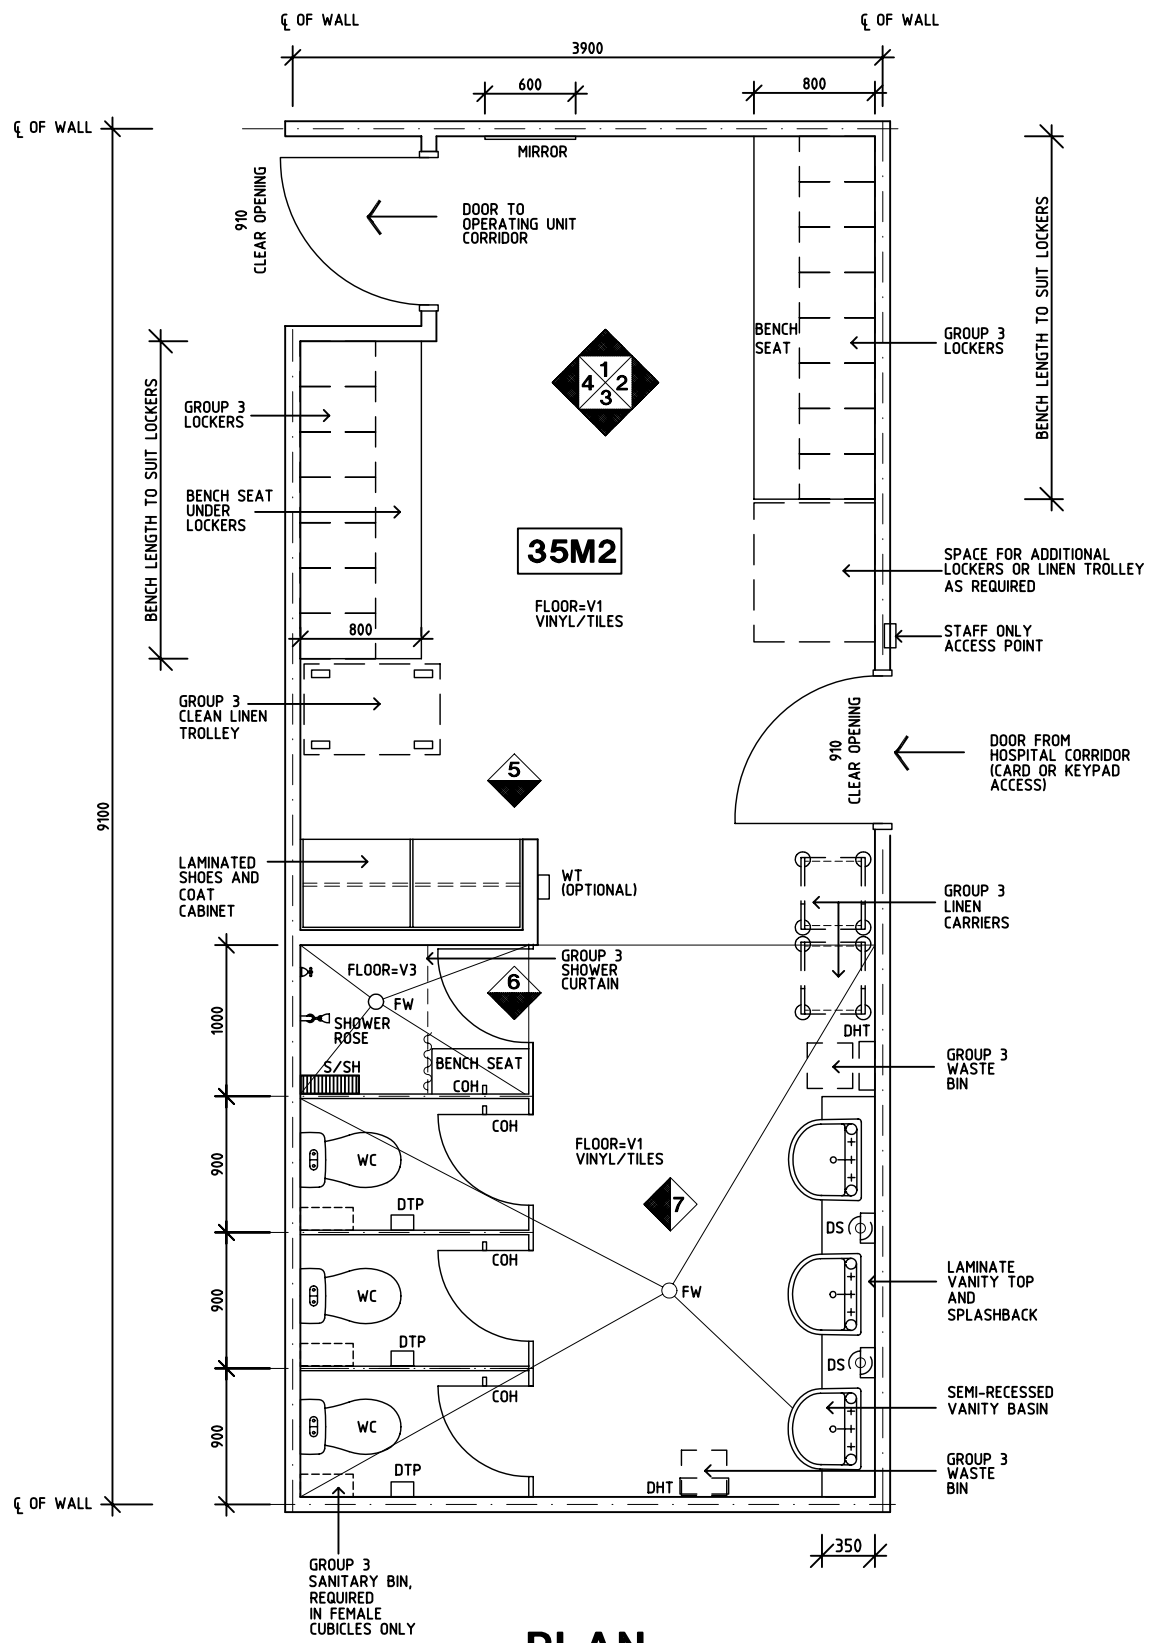 ℄ OF WALL
℄ OF WALL
3900
600
800
℄ OF WALL
MIRROR
910
CLEAR OPENING
DOOR TO
OPERATING UNIT
CORRIDOR
BENCH LENGTH TO SUIT LOCKERS
BENCH
SEAT
GROUP 3
LOCKERS
1
4 2
3
BENCH LENGTH TO SUIT LOCKERS
GROUP 3
LOCKERS
BENCH SEAT
UNDER
LOCKERS
35M2
SPACE FOR ADDITIONAL
LOCKERS OR LINEN TROLLEY
AS REQUIRED
FLOOR=V1
VINYL/TILES
800
STAFF ONLY
ACCESS POINT
GROUP 3
CLEAN LINEN
TROLLEY
910
CLEAR OPENING
DOOR FROM
HOSPITAL CORRIDOR
(CARD OR KEYPAD
ACCESS)
5
9100
LAMINATED
SHOES AND
COAT
CABINET
WT
(OPTIONAL)
GROUP 3
LINEN
CARRIERS
GROUP 3
SHOWER
CURTAIN
FLOOR=V3
6
FW
1000
SHOWER
ROSE
DHT
S/SH
BENCH SEAT
COH
GROUP 3
WASTE
BIN
COH
FLOOR=V1
VINYL/TILES
900
WC
7
DTP
DS
COH
LAMINATE
VANITY TOP
AND
SPLASHBACK
FW
900
WC
DTP
DS
COH
SEMI-RECESSED
VANITY BASIN
900
WC
DTP
DHT
GROUP 3
WASTE
BIN
℄ OF WALL
350
GROUP 3
SANITARY BIN,
REQUIRED
IN FEMALE
CUBICLES ONLY
PLAN